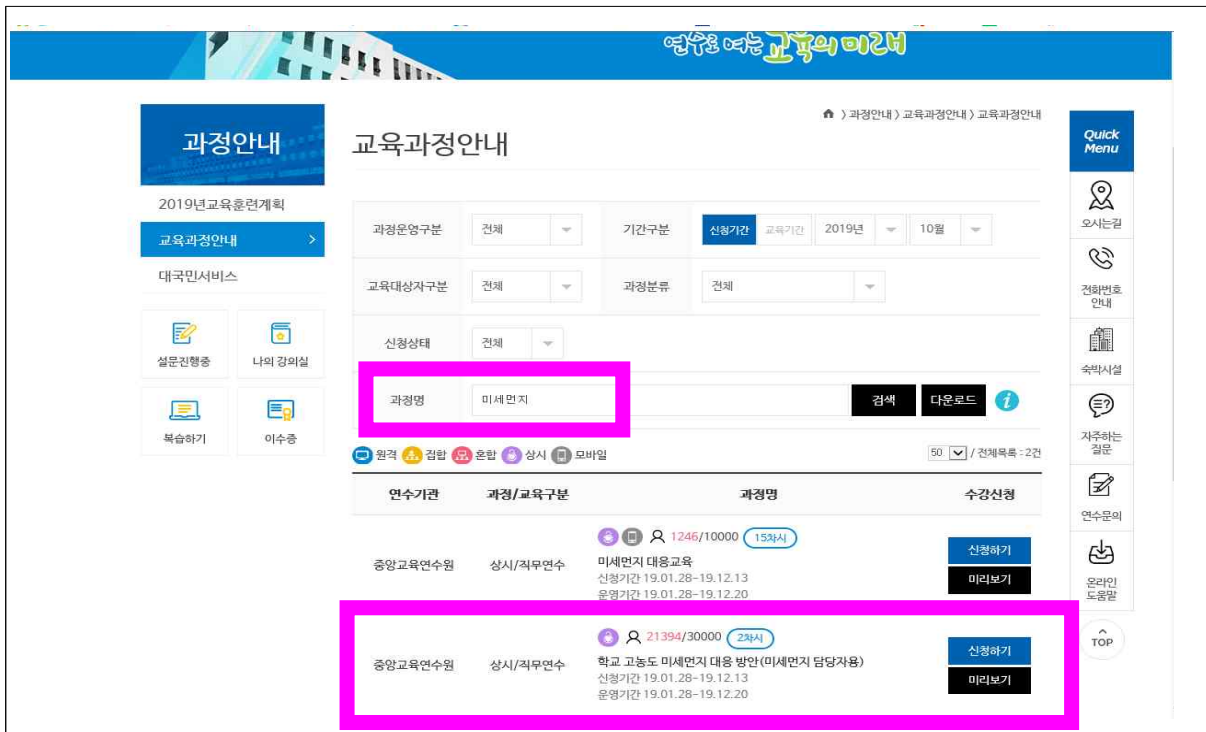 연수로 여는 교육의 미래
과정안내
2019년교육훈련계획
교육과정안내 >
대국민서비스
설문진행중 나의 강의실
복습하기 이수증
> 과정안내 > 교육과정안내 > 교육과정안내
교육과정안내
과정운영구분 전체 기간구분 신청기간 교육기간 2019년 10월
교육대상자구분 전체 과정분류 전체
신청상태 전체
과정명 미세먼지 검색 다운로드 i
원격 집합 혼합 상시 모바일 50 / 전체목록 : 2건
연수기관 과정/교육구분 과정명 수강신청
1246/10000 15차시
중앙교육연수원 상시/직무연수 미세먼지 대응교육 신청하기
신청기간 19.01.28-19.12.13 미리보기
운영기간 19.01.28-19.12.20
21394/30000 2차시
중앙교육연수원 상시/직무연수 학교 고농도 미세먼지 대응 방안(미세먼지 담당자용) 신청하기
신청기간 19.01.28-19.12.13 미리보기
운영기간 19.01.28-19.12.20
Quick
Menu
오시는길
전화번호
안내
숙박시설
자주하는
질문
연수문의
온라인
도움말
TOP